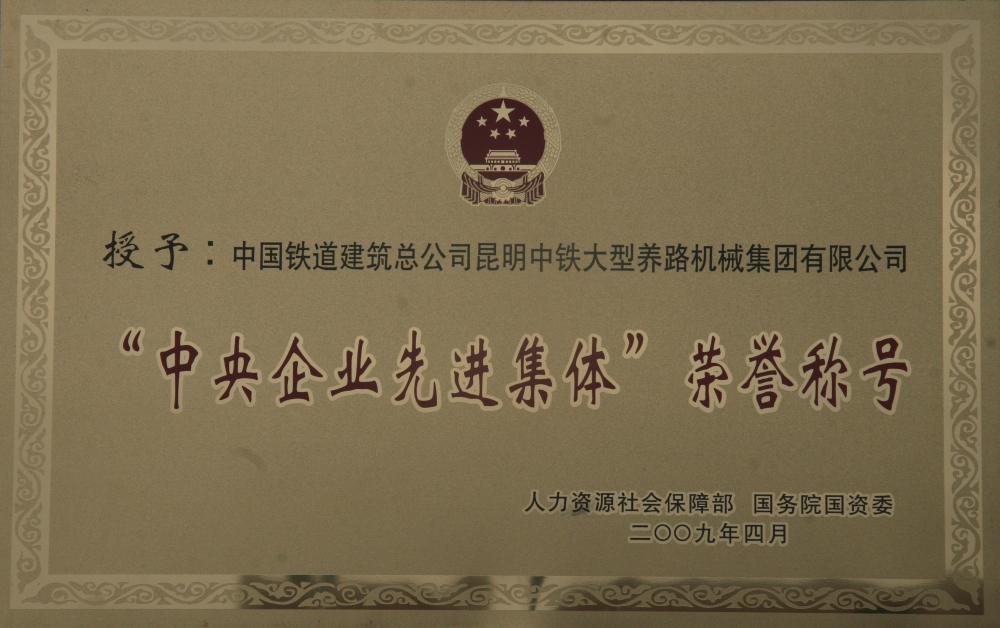 授予：中国铁道建筑总公司昆明中铁大型养路机械集团有限公司
“中央企业先进集体”荣誉称号
人力资源社会保障部 国务院国资委
二〇〇九年四月